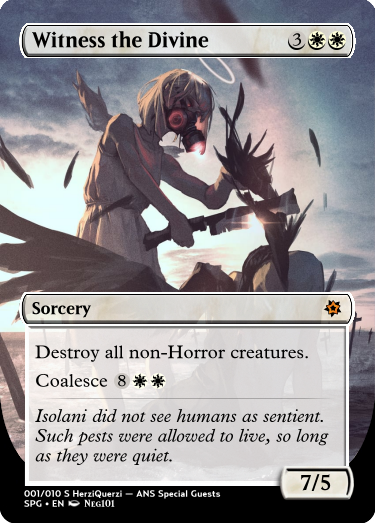 Witness the Divine 3
Sorcery
Destroy all non-Horror creatures.
Coalesce 8
Isolani did not see humans as sentient.
Such pests were allowed to live, so long
as they were quiet.
7/5
001/010 S HerziQuerzi — ANS Special Guests
SPG • EN NEG101